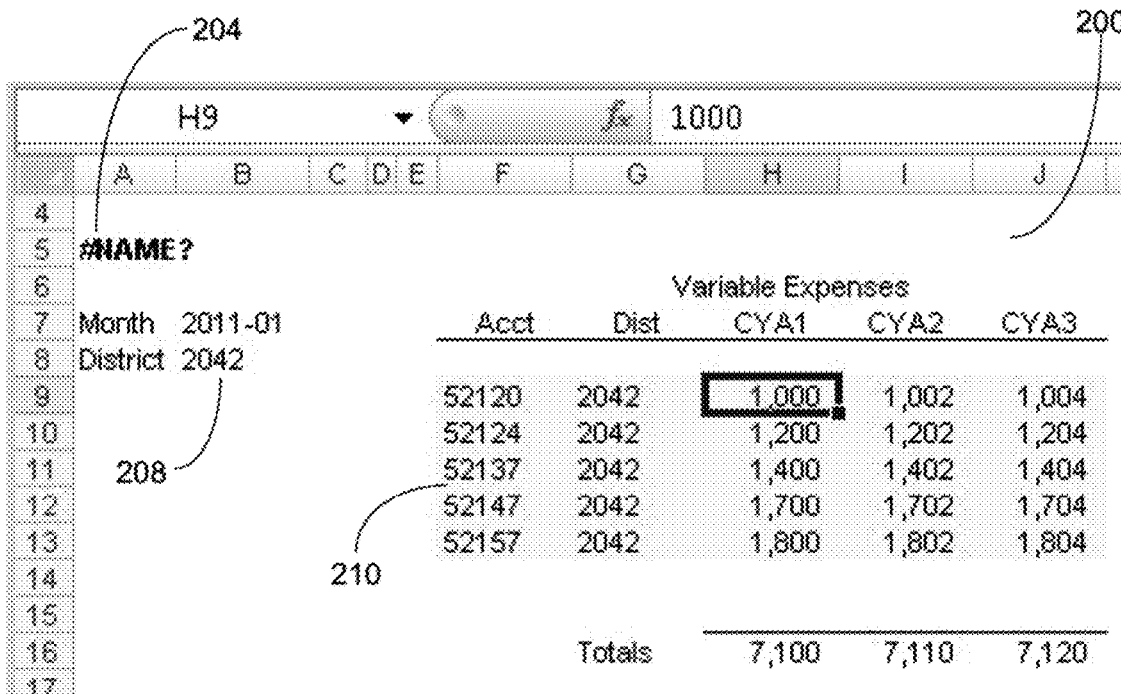 204 200
H9 fx 1000
A B C D E F G H I J
4
5 #NAME?
6 Variable Expenses
7 Month 2011-01 Acct Dist CYA1 CYA2 CYA3
8 District 2042
9 52120 2042 1,000 1,002 1,004
10 52124 2042 1,200 1,202 1,204
11 208 52137 2042 1,400 1,402 1,404
12 52147 2042 1,700 1,702 1,704
13 52157 2042 1,800 1,802 1,804
14 210
15
16 Totals 7,100 7,110 7,120
17